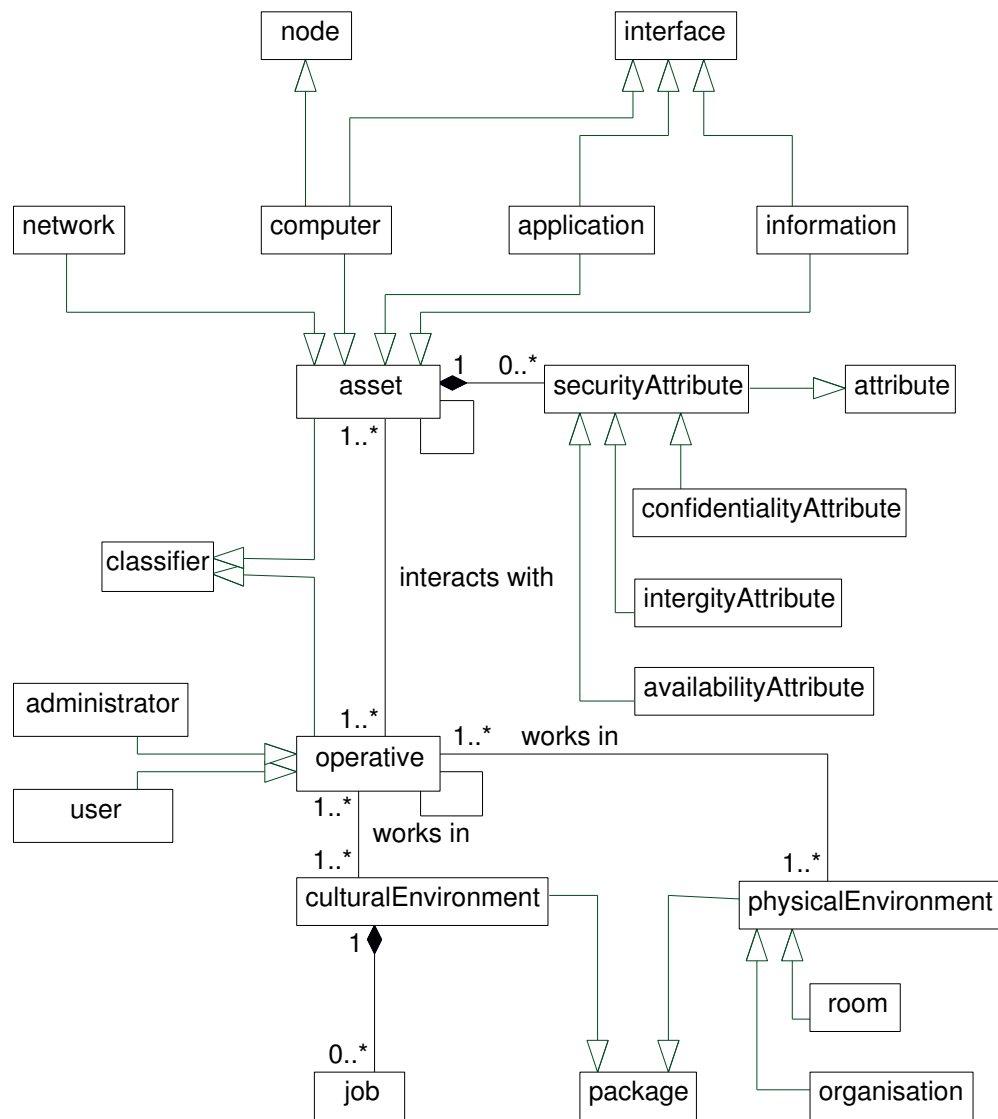 node
interface
network
computer
application
information
1
0..*
asset
securityAttribute
attribute
1..*
confidentialityAttribute
classifier
interacts with
intergityAttribute
availabilityAttribute
administrator
1..*
1..*
works in
operative
user
1..*
works in
1..*
1..*
culturalEnvironment
physicalEnvironment
1
room
0..*
job
package
organisation